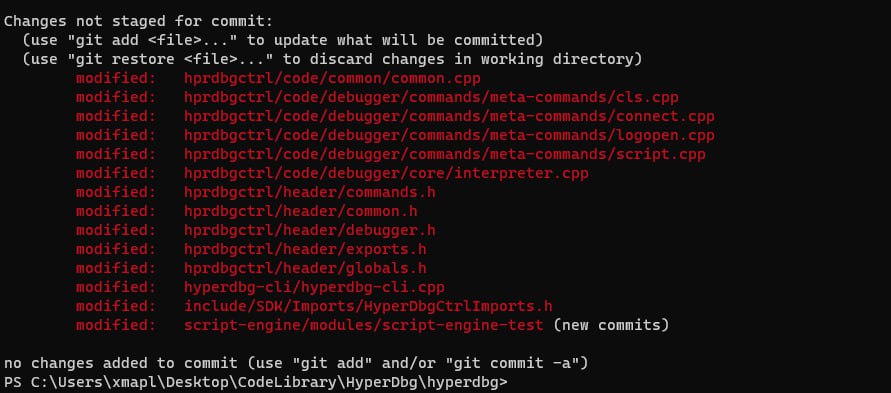 Changes not staged for commit:
  (use "git add <file>..." to update what will be committed)
  (use "git restore <file>..." to discard changes in working directory)
        modified:   hprdbgctrl/code/common/common.cpp
        modified:   hprdbgctrl/code/debugger/commands/meta-commands/cls.cpp
        modified:   hprdbgctrl/code/debugger/commands/meta-commands/connect.cpp
        modified:   hprdbgctrl/code/debugger/commands/meta-commands/logopen.cpp
        modified:   hprdbgctrl/code/debugger/commands/meta-commands/script.cpp
        modified:   hprdbgctrl/code/debugger/core/interpreter.cpp
        modified:   hprdbgctrl/header/commands.h
        modified:   hprdbgctrl/header/common.h
        modified:   hprdbgctrl/header/debugger.h
        modified:   hprdbgctrl/header/exports.h
        modified:   hprdbgctrl/header/globals.h
        modified:   hyperdbg-cli/hyperdbg-cli.cpp
        modified:   include/SDK/Imports/HyperDbgCtrlImports.h
        modified:   script-engine/modules/script-engine-test (new commits)

no changes added to commit (use "git add" and/or "git commit -a")
PS C:\Users\xmapl\Desktop\CodeLibrary\HyperDbg\hyperdbg>